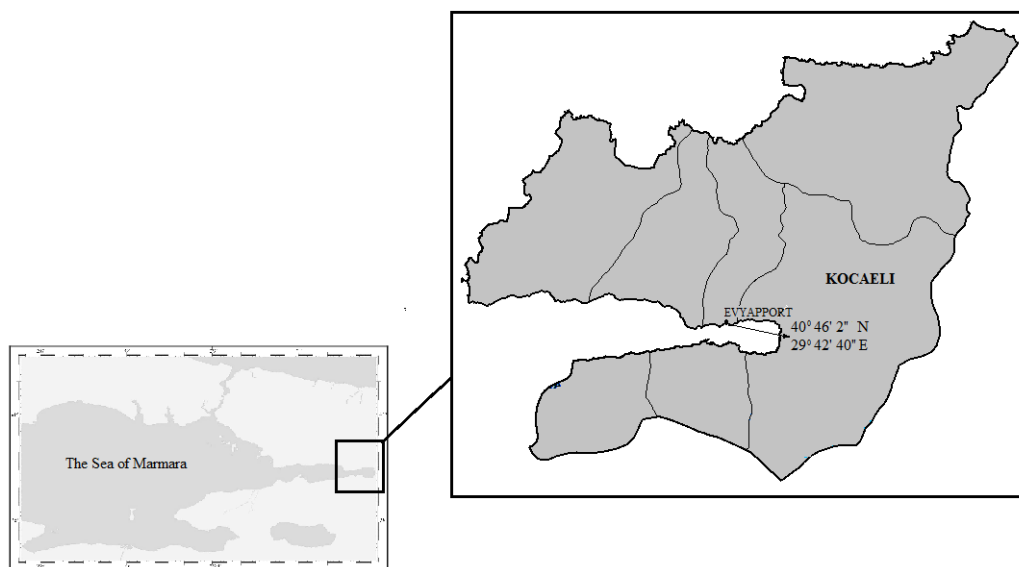 KOCAELI
EVYAPPORT
40° 46' 2" N
29° 42' 40" E
The Sea of Marmara